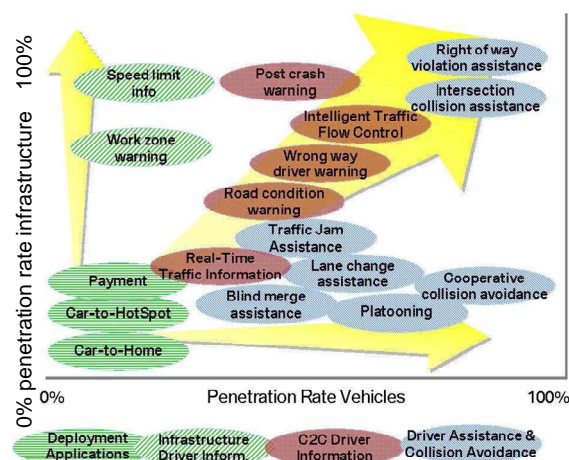 100%
0% penetration rate infrastructure
Speed limit
info
Post crash
warning
Right of way
violation assistance
Intersection
collision assistance
Intelligent Traffic
Flow Control
Work zone
warning
Wrong way
driver warning
Road condition
warning
Traffic Jam
Assistance
Real-Time
Traffic Information
Lane change
assistance
Payment
Cooperative
collision avoidance
Car-to-HotSpot
Blind merge
assistance
Platooning
Car-to-Home
0%
Penetration Rate Vehicles
100%
Deployment
Applications
Infrastructure
Driver Inform.
C2C Driver
Information
Driver Assistance &
Collision Avoidance